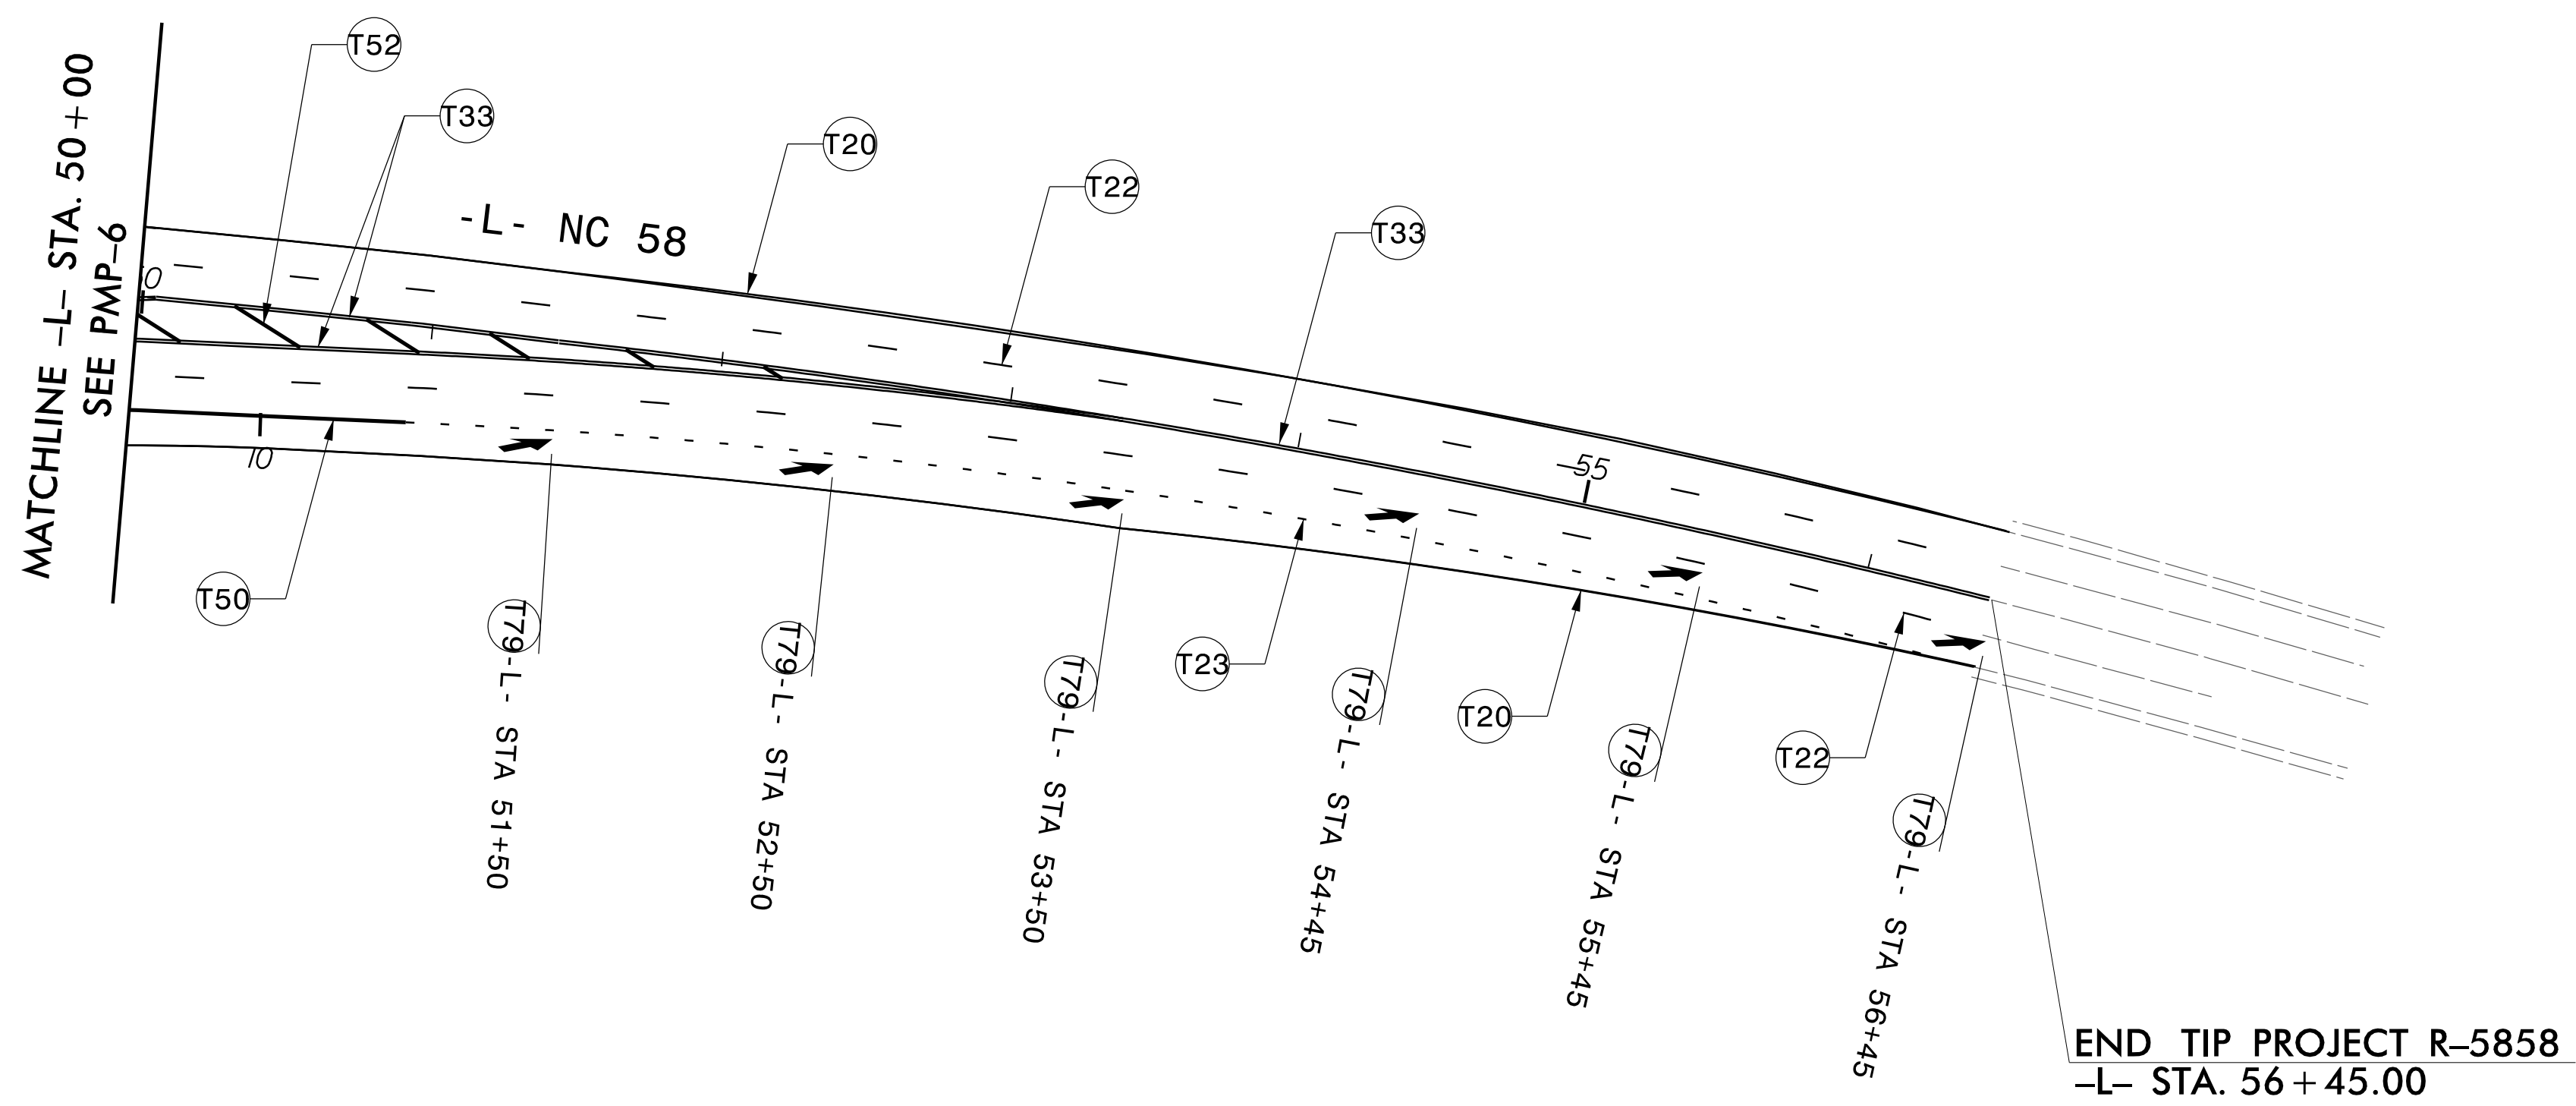 MATCHLINE -L- STA. 50+00
SEE PMP-6
T52
T33
T20
T22
T33
-L- NC 58
0
10
55
T50
T79 -L- STA 51+50
T79 -L- STA 52+50
T79 -L- STA 53+50
T23
T79 -L- STA 54+45
T20
T79 -L- STA 55+45
T22
T79 -L- STA 56+45
END TIP PROJECT R-5858
-L- STA. 56+45.00